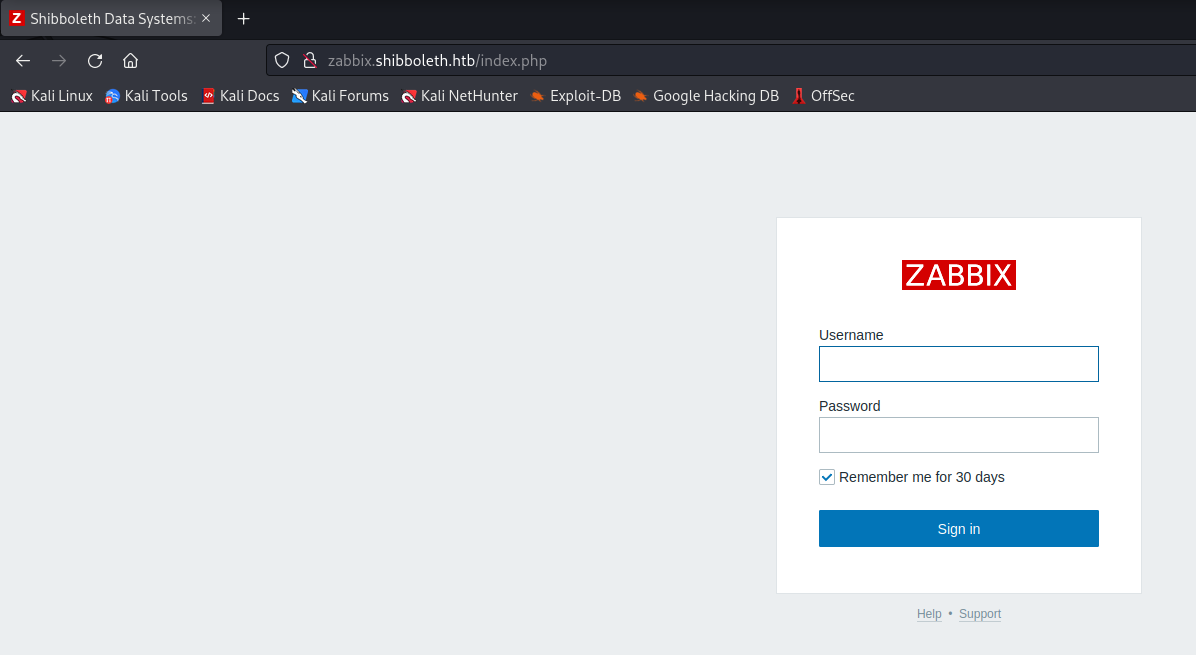 Z Shibboleth Data Systems: × +
zabbix.shibboleth.htb/index.php
Kali Linux Kali Tools Kali Docs Kali Forums Kali NetHunter Exploit-DB Google Hacking DB OffSec
ZABBIX
Username
Password
Remember me for 30 days
Sign in
Help • Support